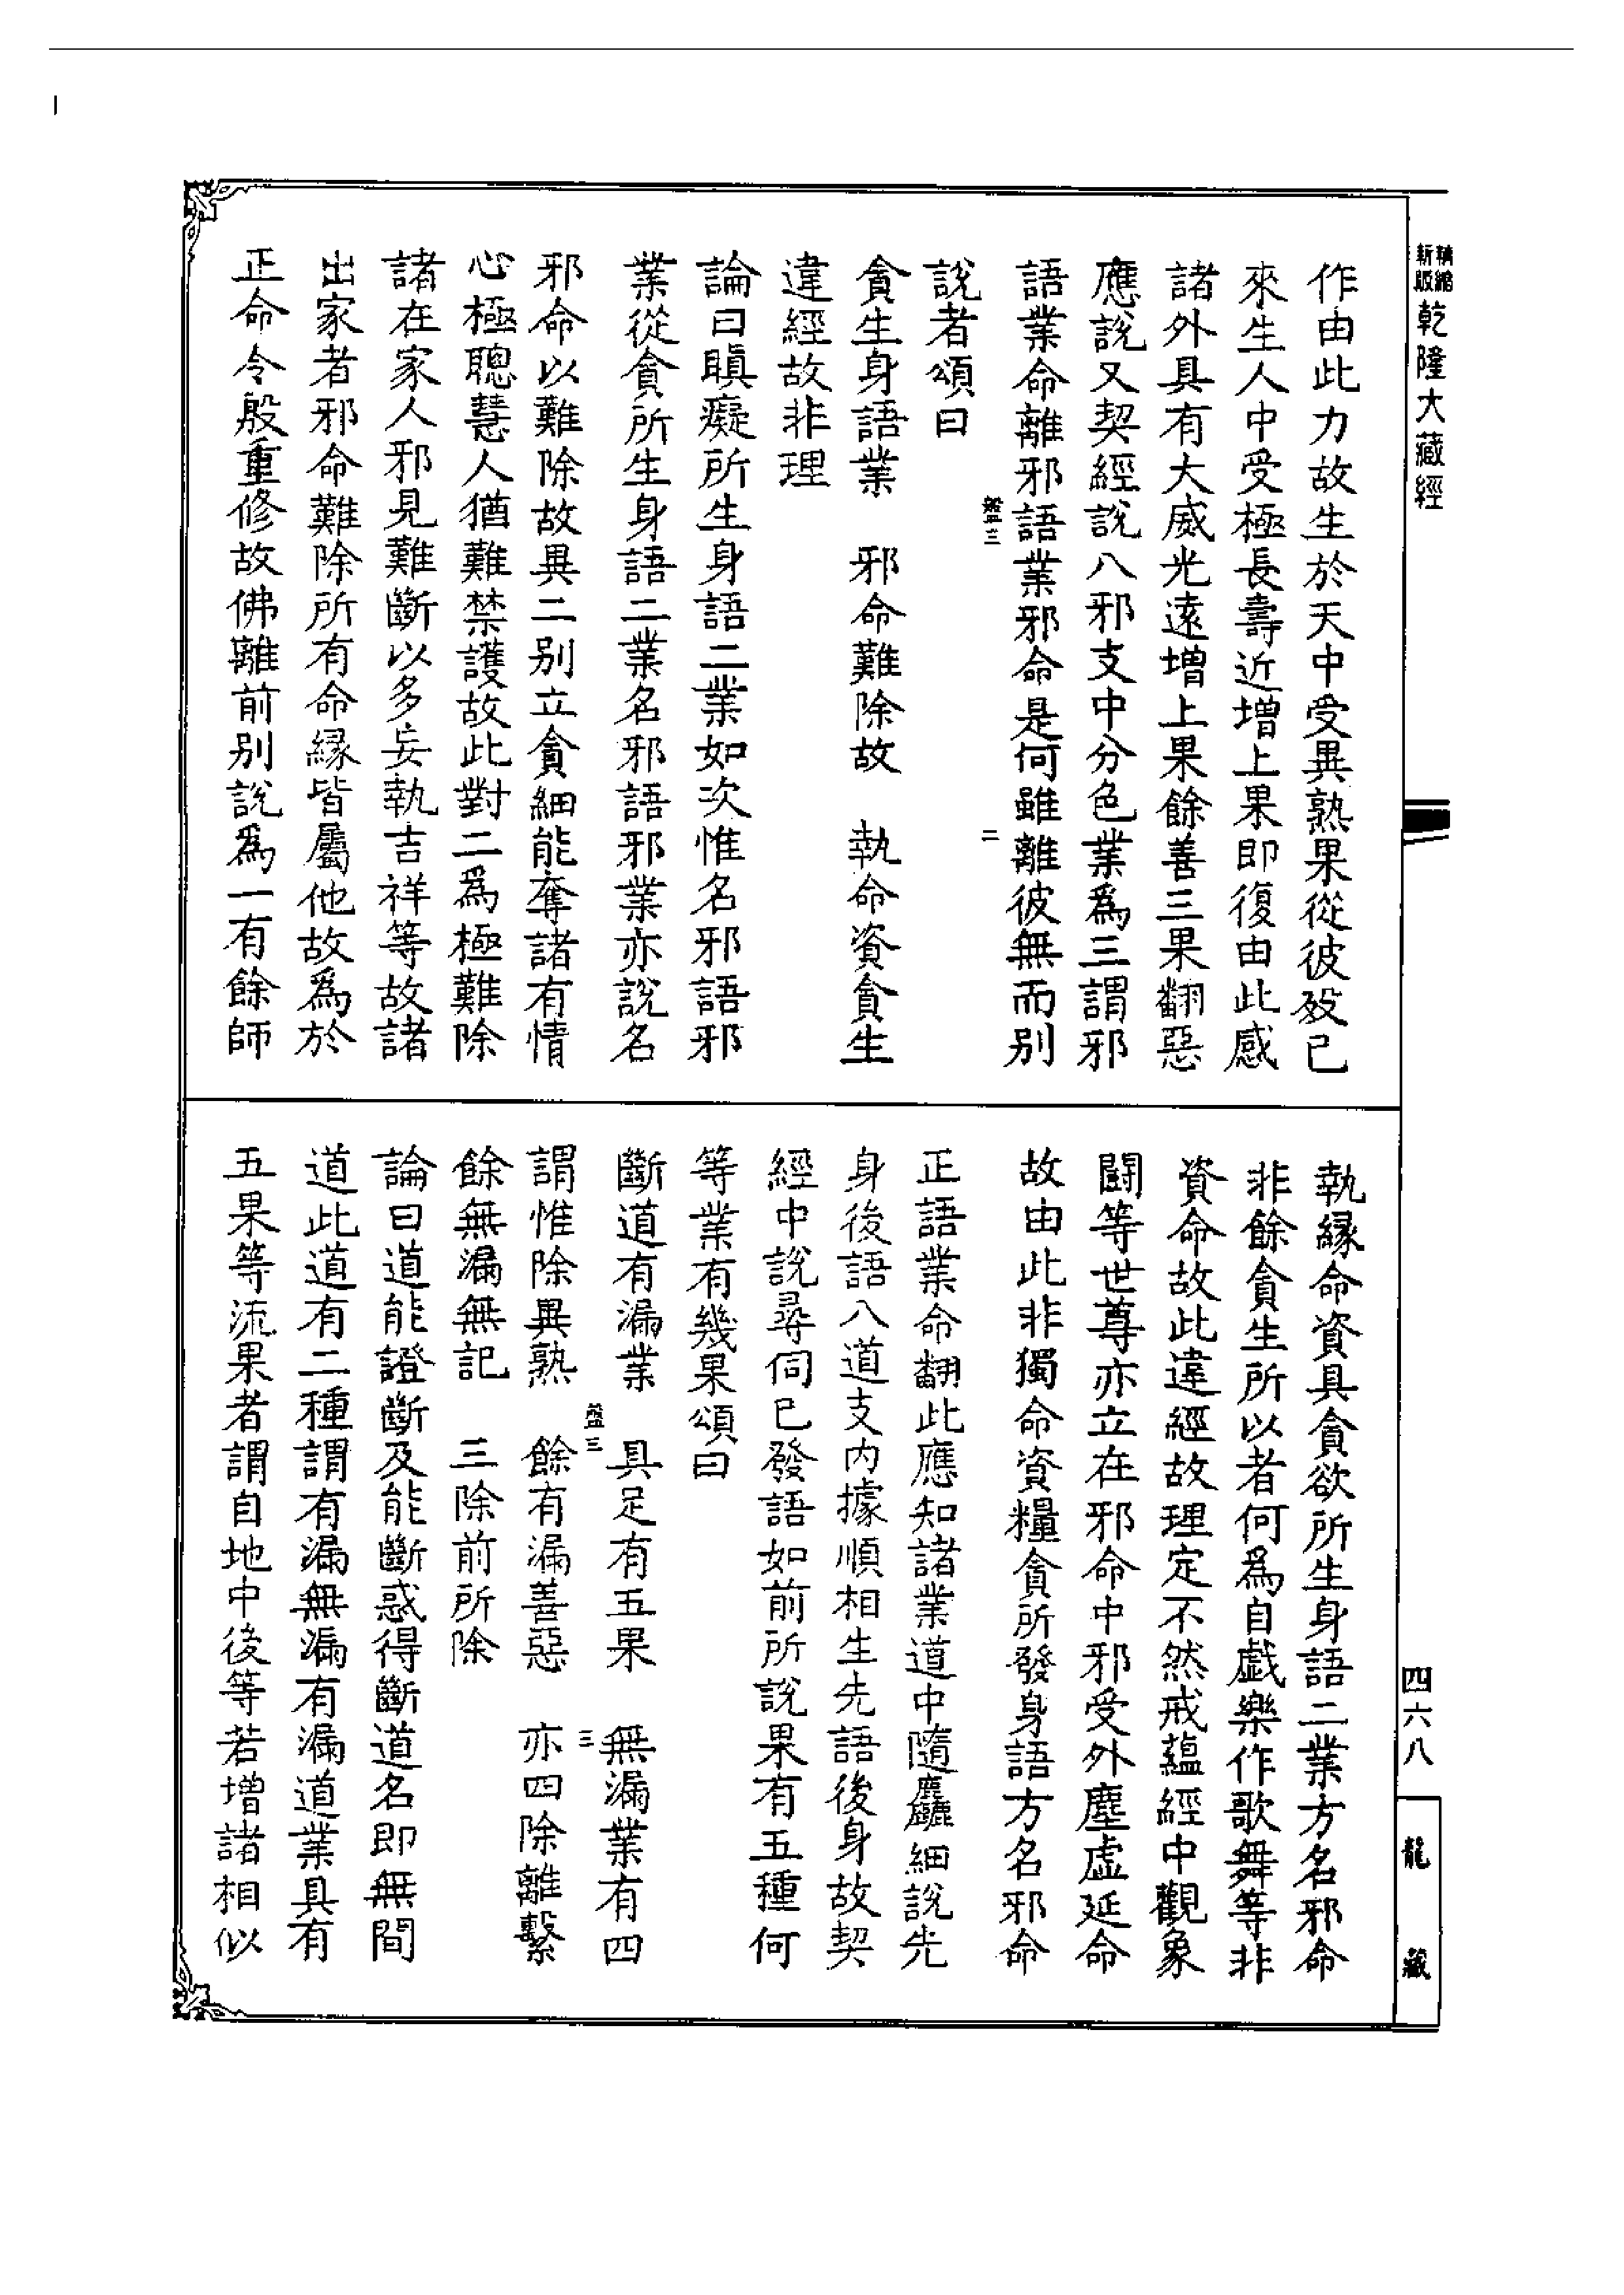 精縮新版乾隆大藏經
作由此力故生於天中受異熟果從彼歿已
來生人中受極長壽近增上果即復由此感
諸外具有大威光遠增上果餘善三果翻惡
應說又契經說八邪支中分色業爲三謂邪
語業命離邪語業邪命是何雖離彼無而別
盤三 二
說者頌曰
貪生身語業 邪命難除故 執命資貪生
違經故非理
論曰瞋癡所生身語二業如次惟名邪語邪
業從貪所生身語二業名邪語邪業亦說名
邪命以難除故異二別立貪細能奪諸有情
心極聰慧人猶難禁護故此對二爲極難除
諸在家人邪見難斷以多妄執吉祥等故諸
出家者邪命難除所有命緣皆屬他故爲於
正命令殷重修故佛離前別說爲一有餘師
執緣命資具貪欲所生身語二業方名邪命
非餘貪生所以者何爲自戲樂作歌舞等非
資命故此違經故理定不然戒蘊經中觀象
鬬等世尊亦立在邪命中邪受外塵虛延命
故由此非獨命資糧貪所發身語方名邪命
正語業命翻此應知諸業道中隨麤細說先
身後語八道支內據順相生先語後身故契
經中說尋伺已發語如前所說果有五種何
等業有幾果頌曰
斷道有漏業 具足有五果 無漏業有四
盤三 三
謂惟除異熟 餘有漏善惡 亦四除離繫
餘無漏無記 三除前所除
論曰道能證斷及能斷惑得斷道名即無間
道此道有二種謂有漏無漏有漏道業具有
五果等流果者謂自地中後等若增諸相似
四六八
龍藏